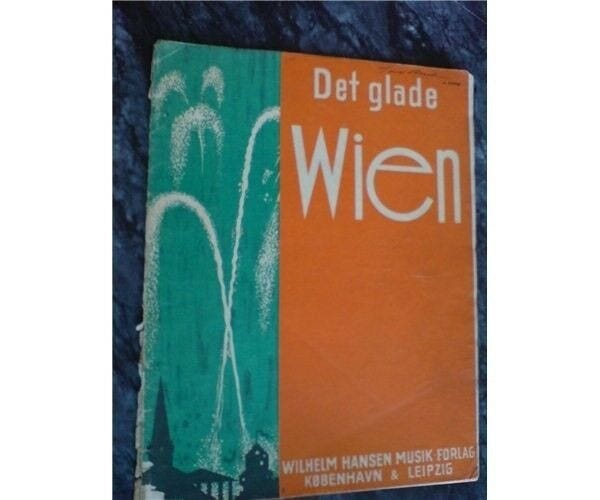 Det glade
Wien
WILHELM HANSEN MUSIK-FORLAG
KØBENHAVN & LEIPZIG